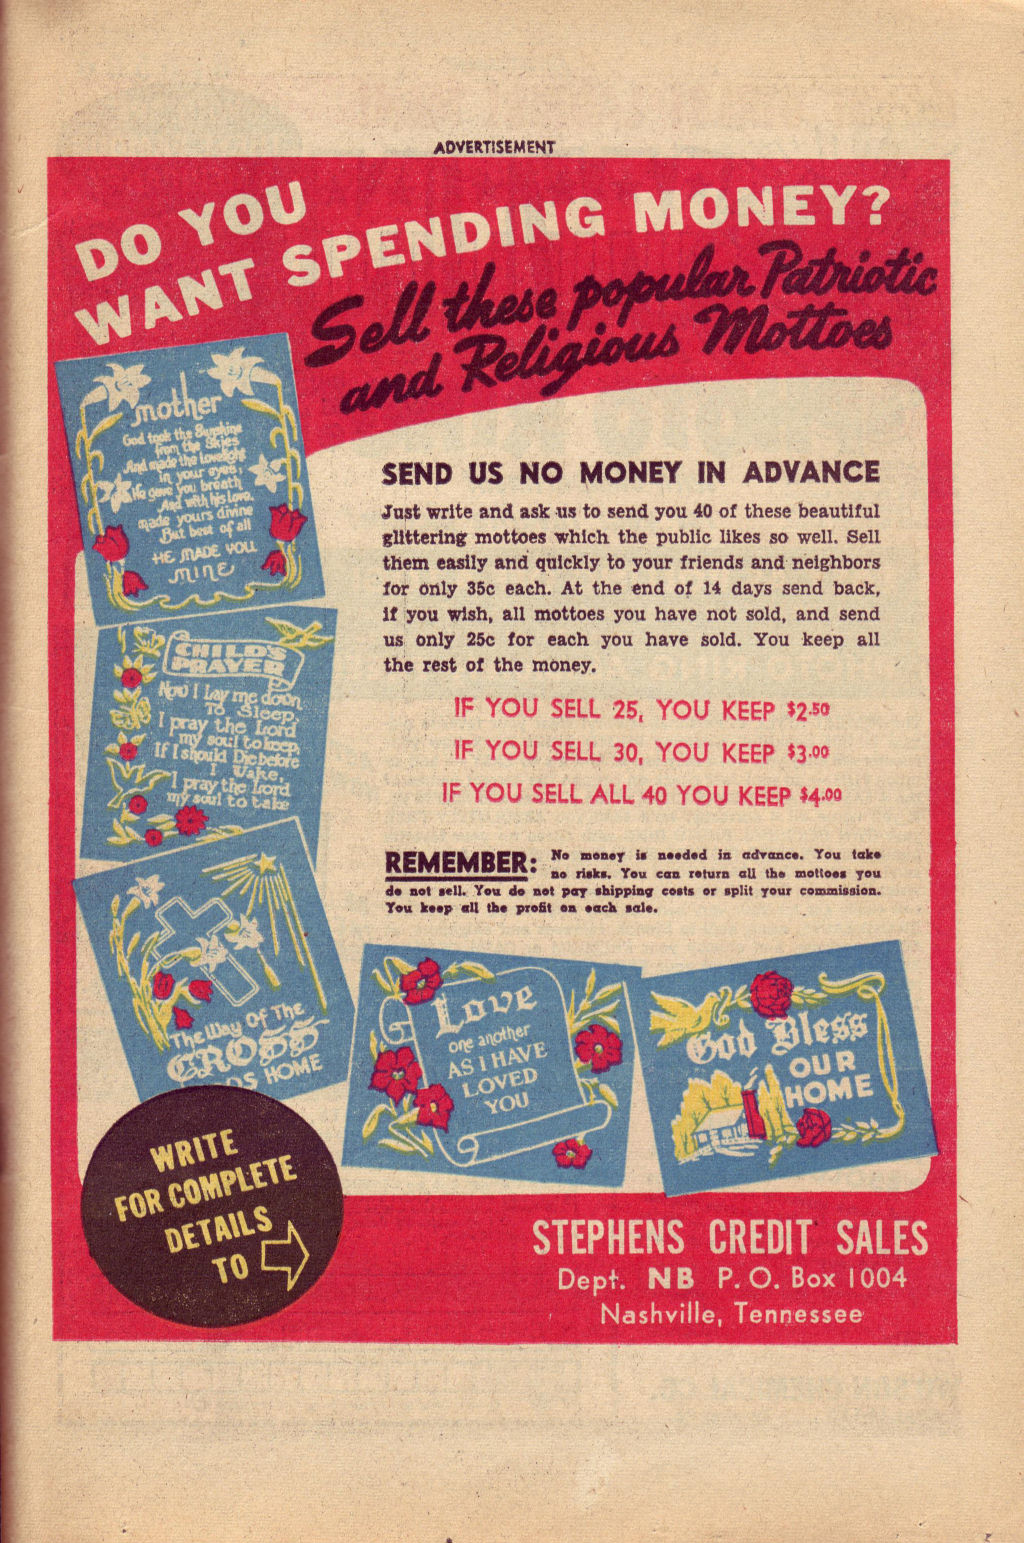 ADVERTISEMENT
DO YOU
WANT SPENDING MONEY?
Sell these popular Patriotic
and Religious Mottoes
mother
God took the Sunshine
from the Skies
And made the Lovelight
in your eyes,
He gave you breath
And with his Love,
made yours divine
But best of all
HE MADE YOU
MINE
CHILD'S
PRAYER
Now I Lay me down
To Sleep,
I pray the Lord
my soul to keep,
If I should Die before
I Wake,
I pray the Lord
my soul to take
The Way Of The
CROSS
DS HOME
SEND US NO MONEY IN ADVANCE
Just write and ask us to send you 40 of these beautiful
glittering mottoes which the public likes so well. Sell
them easily and quickly to your friends and neighbors
for only 35c each. At the end of 14 days send back,
if you wish, all mottoes you have not sold, and send
us only 25c for each you have sold. You keep all
the rest of the money.
IF YOU SELL 25, YOU KEEP $2.50
IF YOU SELL 30, YOU KEEP $3.00
IF YOU SELL ALL 40 YOU KEEP $4.00
REMEMBER: No money is needed in advance. You take
no risks. You can return all the mottoes you
do not sell. You do not pay shipping costs or split your commission.
You keep all the profit on each sale.
Love
one another
AS I HAVE
LOVED
YOU
God Bless
OUR
HOME
WRITE
FOR COMPLETE
DETAILS
TO
STEPHENS CREDIT SALES
Dept. NB P. O. Box 1004
Nashville, Tennessee